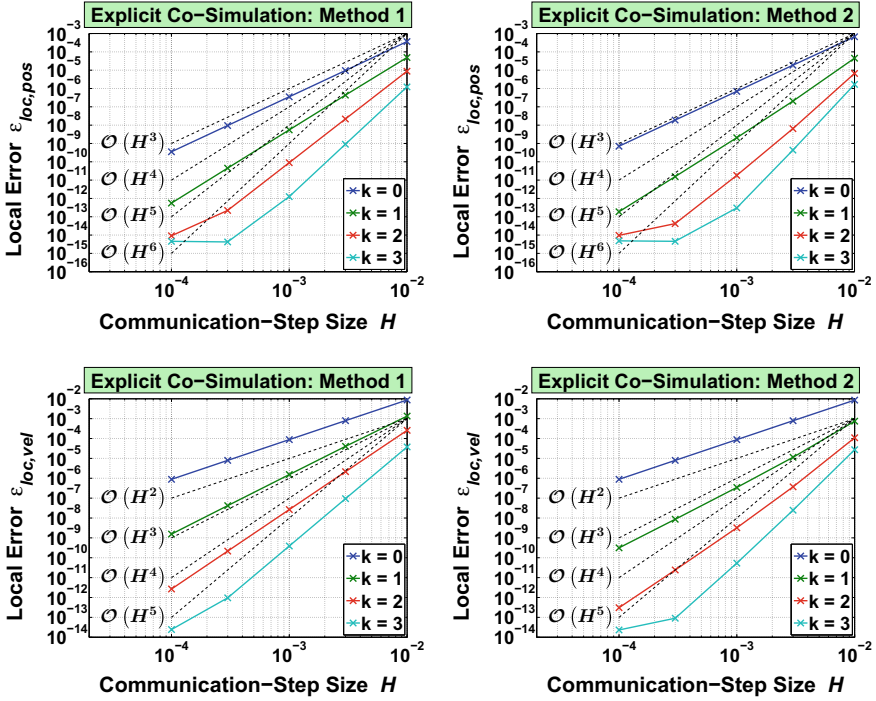 Explicit Co−Simulation: Method 1
Local Error ε_loc,pos
10^−3
10^−4
10^−5
10^−6
10^−7
10^−8
10^−9
10^−10
10^−11
10^−12
10^−13
10^−14
10^−15
10^−16
O (H^3)
O (H^4)
O (H^5)
O (H^6)
k = 0
k = 1
k = 2
k = 3
10^−4
10^−3
10^−2
Communication−Step Size H
Explicit Co−Simulation: Method 2
Local Error ε_loc,pos
10^−3
10^−4
10^−5
10^−6
10^−7
10^−8
10^−9
10^−10
10^−11
10^−12
10^−13
10^−14
10^−15
10^−16
O (H^3)
O (H^4)
O (H^5)
O (H^6)
k = 0
k = 1
k = 2
k = 3
10^−4
10^−3
10^−2
Communication−Step Size H
Explicit Co−Simulation: Method 1
Local Error ε_loc,vel
10^−2
10^−3
10^−4
10^−5
10^−6
10^−7
10^−8
10^−9
10^−10
10^−11
10^−12
10^−13
10^−14
O (H^2)
O (H^3)
O (H^4)
O (H^5)
k = 0
k = 1
k = 2
k = 3
10^−4
10^−3
10^−2
Communication−Step Size H
Explicit Co−Simulation: Method 2
Local Error ε_loc,vel
10^−2
10^−3
10^−4
10^−5
10^−6
10^−7
10^−8
10^−9
10^−10
10^−11
10^−12
10^−13
10^−14
O (H^2)
O (H^3)
O (H^4)
O (H^5)
k = 0
k = 1
k = 2
k = 3
10^−4
10^−3
10^−2
Communication−Step Size H